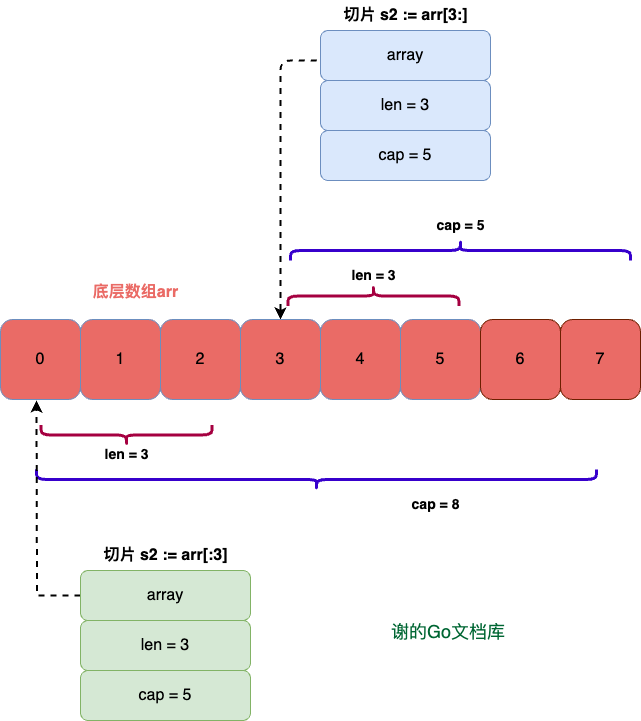 切片 s2 := arr[3:]
array
len = 3
cap = 5
cap = 5
len = 3
底层数组arr
0 1 2 3 4 5 6 7
len = 3
cap = 8
切片 s2 := arr[:3]
array
len = 3
cap = 5
谢的Go文档库